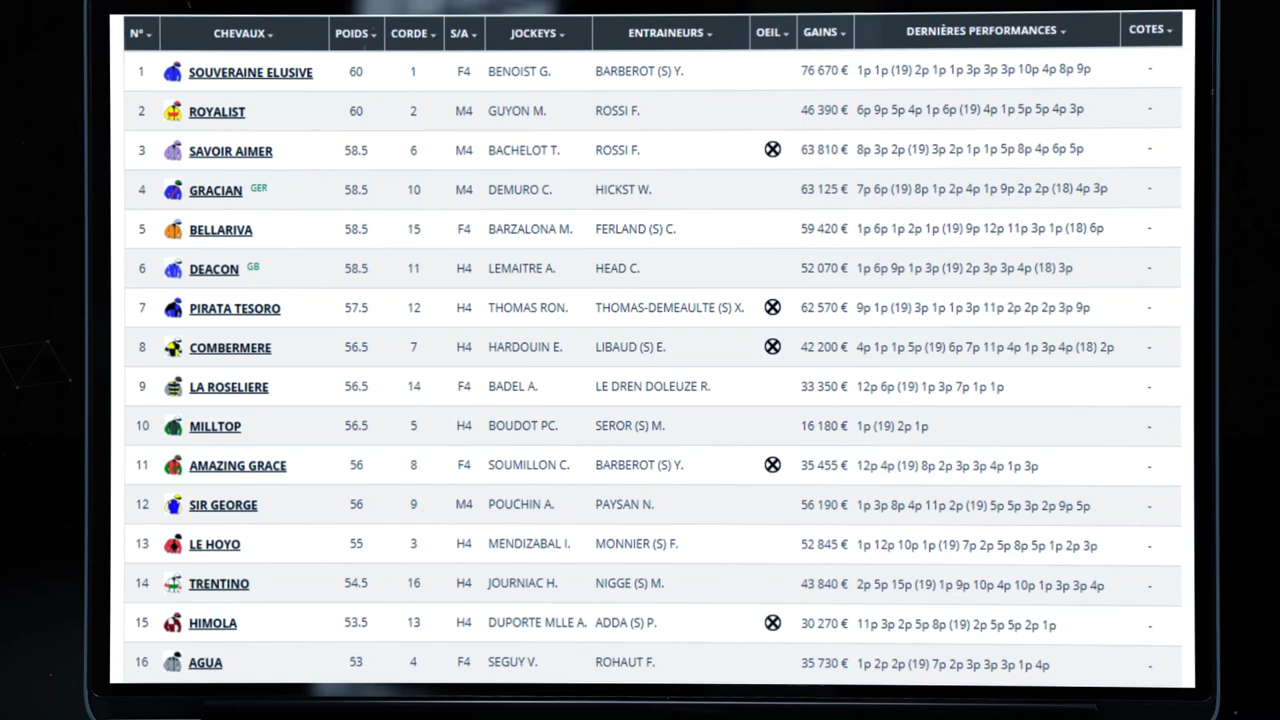 N° CHEVAUX POIDS CORDE S/A JOCKEYS ENTRAINEURS OEIL GAINS DERNIÈRES PERFORMANCES COTES
1 SOUVERAINE ELUSIVE 60 1 F4 BENOIST G. BARBEROT (S) Y. 76 670 € 1p 1p (19) 2p 1p 1p 3p 3p 3p 10p 4p 8p 9p -
2 ROYALIST 60 2 M4 GUYON M. ROSSI F. 46 390 € 6p 9p 5p 4p 1p 6p (19) 4p 1p 5p 5p 4p 3p -
3 SAVOIR AIMER 58.5 6 M4 BACHELOT T. ROSSI F. 63 810 € 8p 3p 2p (19) 3p 2p 1p 1p 5p 8p 4p 6p 5p -
4 GRACIAN GER 58.5 10 M4 DEMURO C. HICKST W. 63 125 € 7p 6p (19) 8p 1p 2p 4p 1p 9p 2p 2p (18) 4p 3p -
5 BELLARIVA 58.5 15 F4 BARZALONA M. FERLAND (S) C. 59 420 € 1p 6p 1p 2p 1p (19) 9p 12p 11p 3p 1p (18) 6p -
6 DEACON GB 58.5 11 H4 LEMAITRE A. HEAD C. 52 070 € 1p 6p 9p 1p 3p (19) 2p 3p 3p 4p (18) 3p -
7 PIRATA TESORO 57.5 12 H4 THOMAS RON. THOMAS-DEMEAULTE (S) X. 62 570 € 9p 1p (19) 3p 1p 1p 3p 11p 2p 2p 2p 3p 9p -
8 COMBERMERE 56.5 7 H4 HARDOUIN E. LIBAUD (S) E. 42 200 € 4p 1p 1p 5p (19) 6p 7p 11p 4p 1p 3p 4p (18) 2p -
9 LA ROSELIERE 56.5 14 F4 BADEL A. LE DREN DOLEUZE R. 33 350 € 12p 6p (19) 1p 3p 7p 1p 1p -
10 MILLTOP 56.5 5 H4 BOUDOT PC. SEROR (S) M. 16 180 € 1p (19) 2p 1p -
11 AMAZING GRACE 56 8 F4 SOUMILLON C. BARBEROT (S) Y. 35 455 € 12p 4p (19) 8p 2p 3p 3p 4p 1p 3p -
12 SIR GEORGE 56 9 M4 POUCHIN A. PAYSAN N. 56 190 € 1p 3p 8p 4p 11p 2p (19) 5p 5p 3p 2p 9p 5p -
13 LE HOYO 55 3 H4 MENDIZABAL I. MONNIER (S) F. 52 845 € 1p 12p 10p 1p (19) 7p 2p 5p 8p 5p 1p 2p 3p -
14 TRENTINO 54.5 16 H4 JOURNIAC H. NIGGE (S) M. 43 840 € 2p 5p 15p (19) 1p 9p 10p 4p 10p 1p 3p 3p 4p -
15 HIMOLA 53.5 13 H4 DUPORTE MLLE A. ADDA (S) P. 30 270 € 11p 3p 2p 5p 8p (19) 2p 5p 5p 2p 1p -
16 AGUA 53 4 F4 SEGUY V. ROHAUT F. 35 730 € 1p 2p 2p (19) 7p 2p 3p 3p 3p 1p 4p -